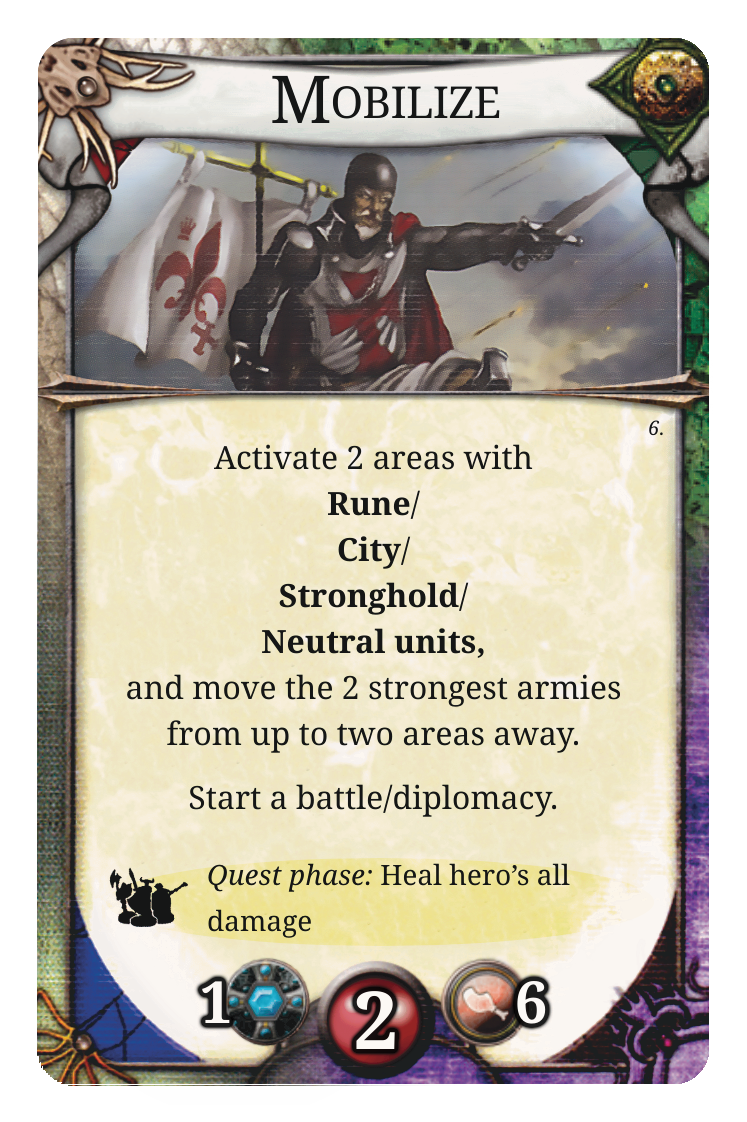 MOBILIZE
6.
Activate 2 areas with
Rune/
City/
Stronghold/
Neutral units,
and move the 2 strongest armies
from up to two areas away.
Start a battle/diplomacy.
Quest phase: Heal hero’s all
damage
1 2 6